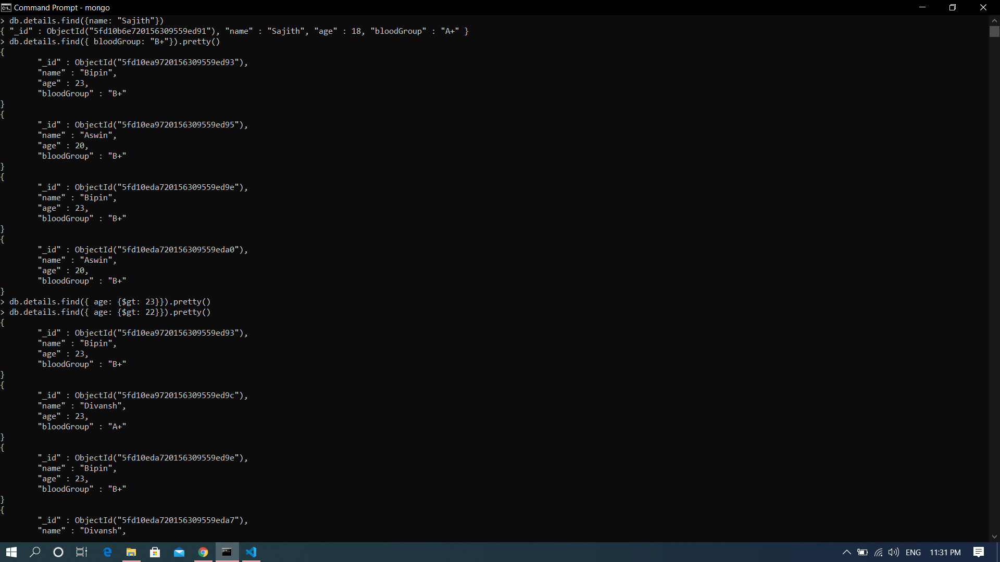 Command Prompt - mongo
> db.details.find({name: "Sajith"})
{ "_id" : ObjectId("5fd10b6e720156309559ed91"), "name" : "Sajith", "age" : 18, "bloodGroup" : "A+" }
> db.details.find({ bloodGroup: "B+"}).pretty()
{
        "_id" : ObjectId("5fd10ea9720156309559ed93"),
        "name" : "Bipin",
        "age" : 23,
        "bloodGroup" : "B+"
}
{
        "_id" : ObjectId("5fd10ea9720156309559ed95"),
        "name" : "Aswin",
        "age" : 20,
        "bloodGroup" : "B+"
}
{
        "_id" : ObjectId("5fd10eda720156309559ed9e"),
        "name" : "Bipin",
        "age" : 23,
        "bloodGroup" : "B+"
}
{
        "_id" : ObjectId("5fd10eda720156309559eda0"),
        "name" : "Aswin",
        "age" : 20,
        "bloodGroup" : "B+"
}
> db.details.find({ age: {$gt: 23}}).pretty()
> db.details.find({ age: {$gt: 22}}).pretty()
{
        "_id" : ObjectId("5fd10ea9720156309559ed93"),
        "name" : "Bipin",
        "age" : 23,
        "bloodGroup" : "B+"
}
{
        "_id" : ObjectId("5fd10ea9720156309559ed9c"),
        "name" : "Divansh",
        "age" : 23,
        "bloodGroup" : "A+"
}
{
        "_id" : ObjectId("5fd10eda720156309559ed9e"),
        "name" : "Bipin",
        "age" : 23,
        "bloodGroup" : "B+"
}
{
        "_id" : ObjectId("5fd10eda720156309559eda7"),
        "name" : "Divansh",
ENG 11:31 PM